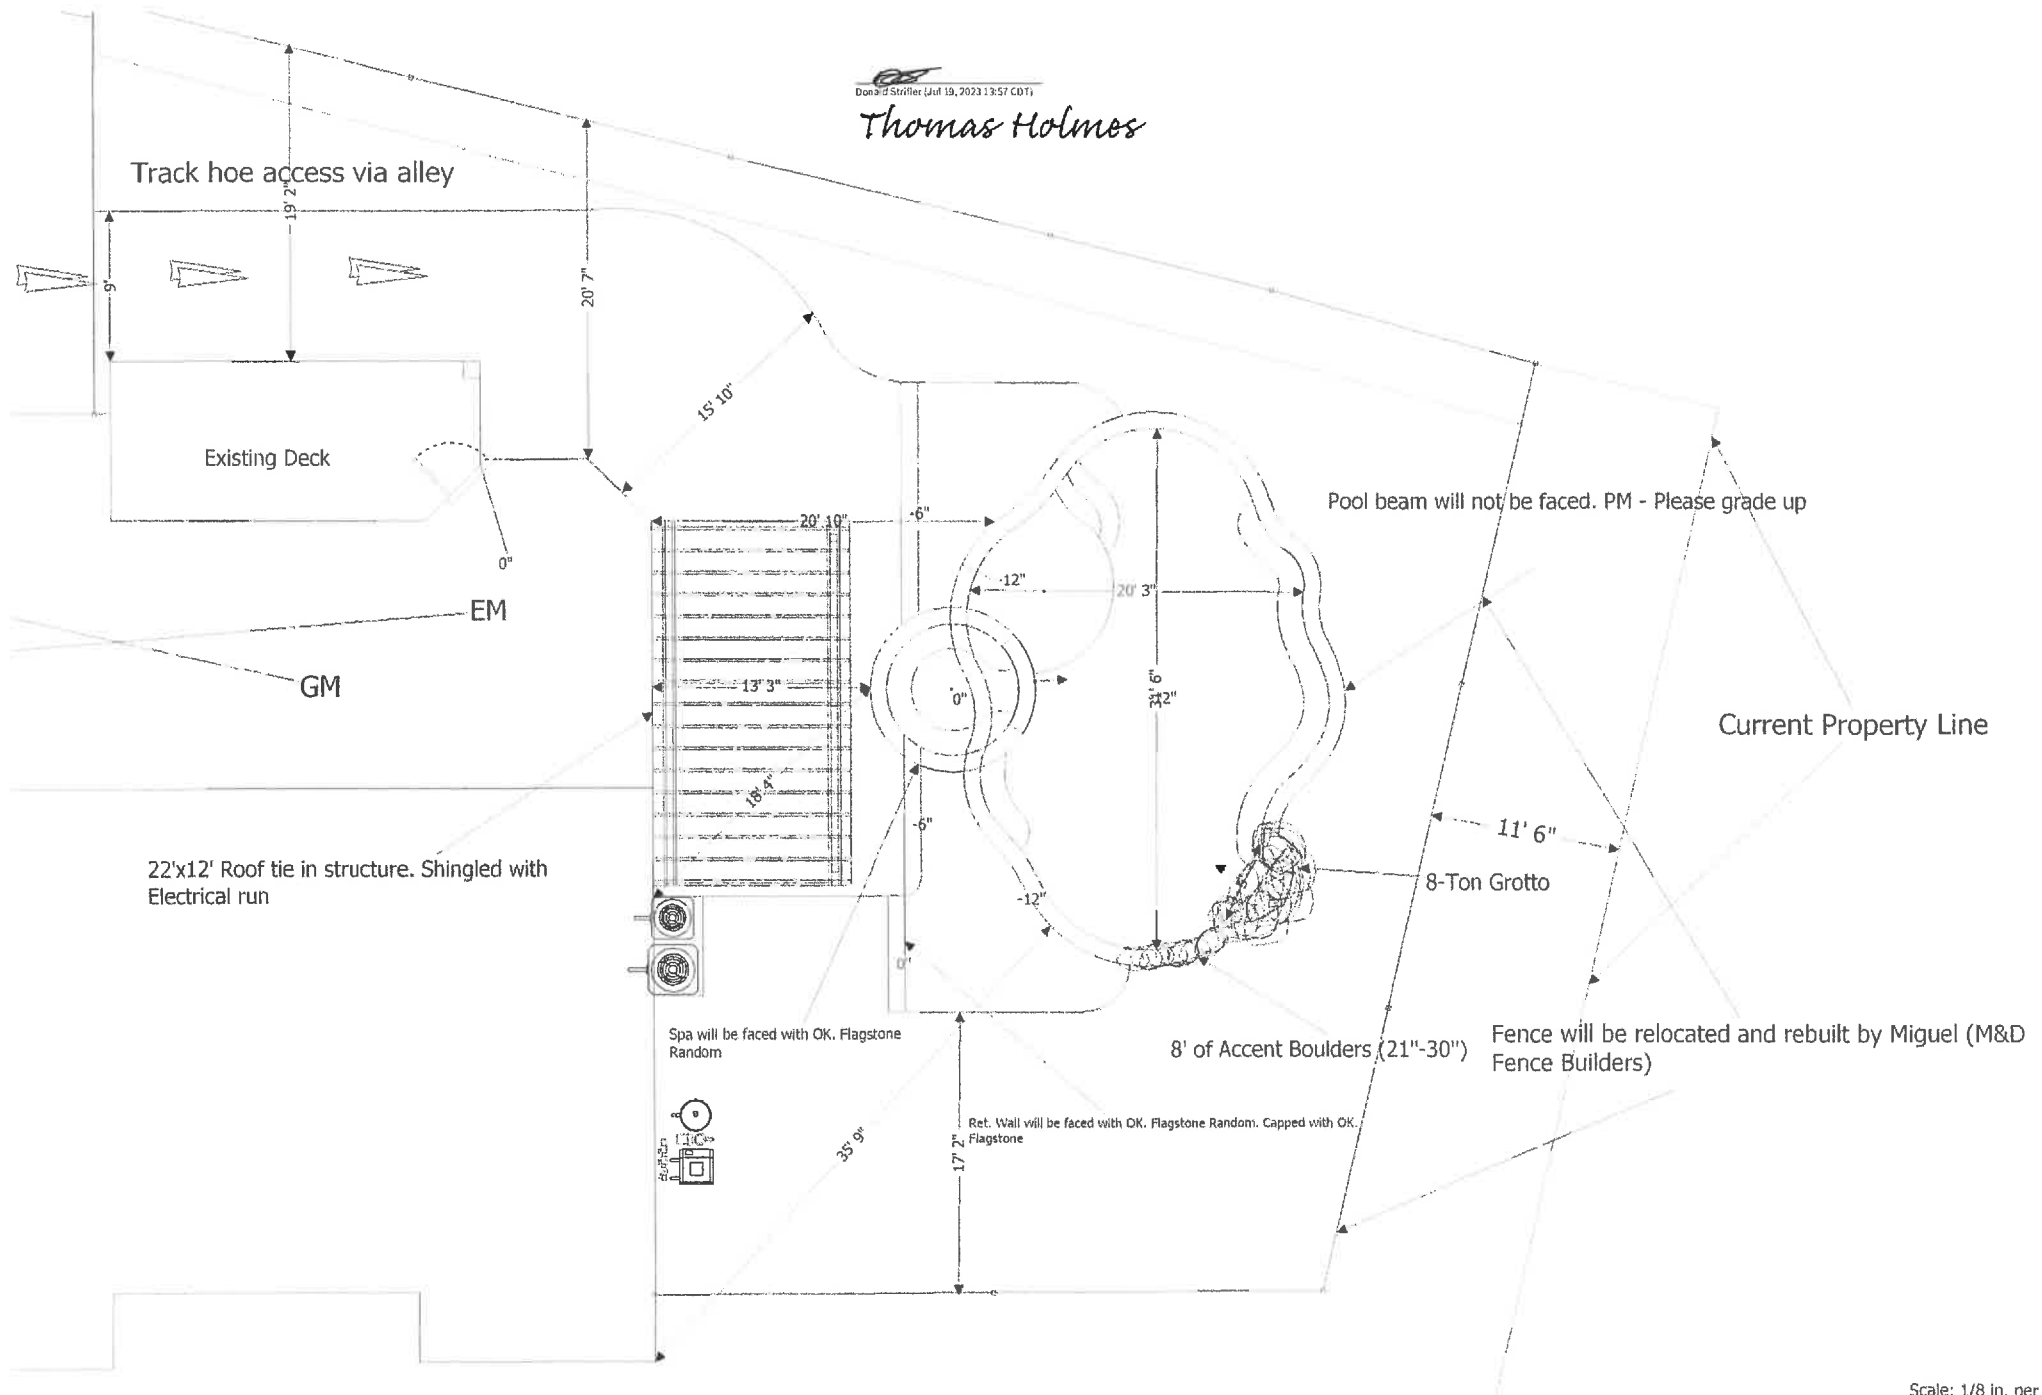 Donald Strifler (Jul 19, 2023 13:57 CDT)
Thomas Holmes
Track hoe access via alley
19' 2"
9'
20' 7"
15' 10"
Existing Deck
0"
EM
GM
20' 10"
-6"
Pool beam will not be faced. PM - Please grade up
-12"
20' 3"
13' 3"
0"
31' 6"
Current Property Line
18' 4"
-6"
11' 6"
22'x12' Roof tie in structure. Shingled with
Electrical run
8-Ton Grotto
-12"
0"
Spa will be faced with OK. Flagstone
Random
8' of Accent Boulders (21"-30")
Fence will be relocated and rebuilt by Miguel (M&D
Fence Builders)
Ret. Wall will be faced with OK. Flagstone Random. Capped with OK.
Flagstone
35' 9"
17' 2"
Scale: 1/8 in. per